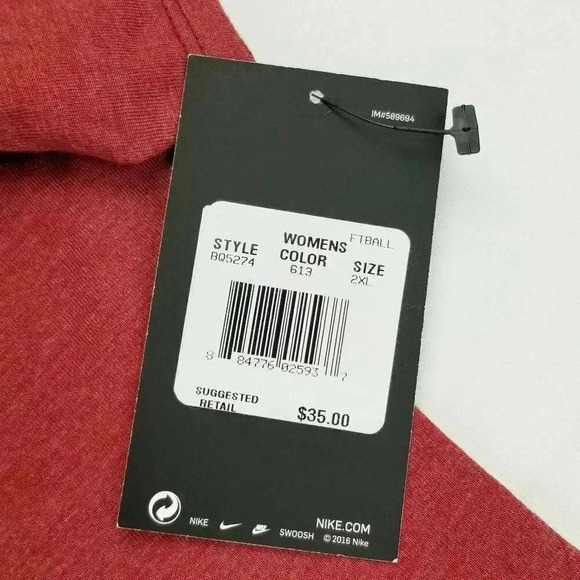 IM#589694
WOMENS FTBALL
STYLE COLOR SIZE
BQ5274 613 2XL
8 84776 02593 7
SUGGESTED
RETAIL $35.00
NIKE SWOOSH NIKE.COM
© 2016 Nike